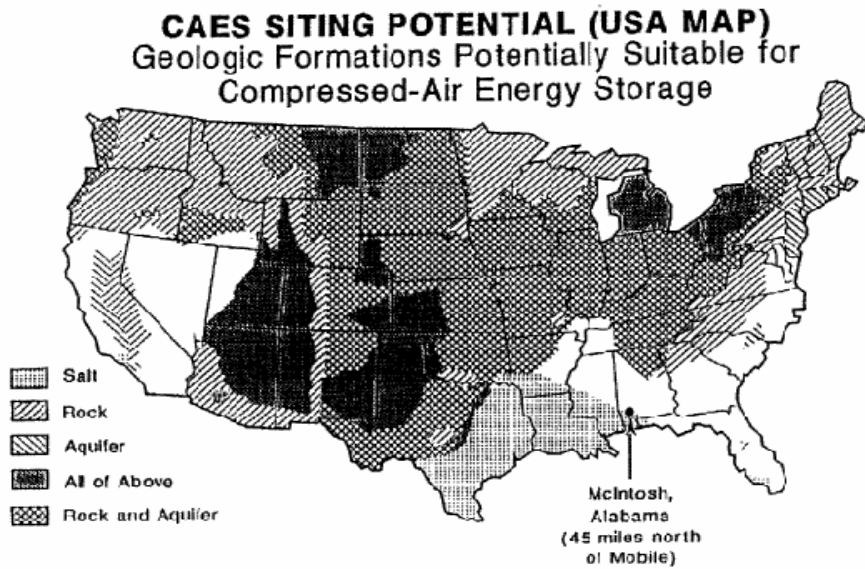 CAES SITING POTENTIAL (USA MAP)
Geologic Formations Potentially Suitable for
Compressed-Air Energy Storage
Salt
Rock
Aquifer
All of Above
Rock and Aquifer
McIntosh,
Alabama
(45 miles north
of Mobile)